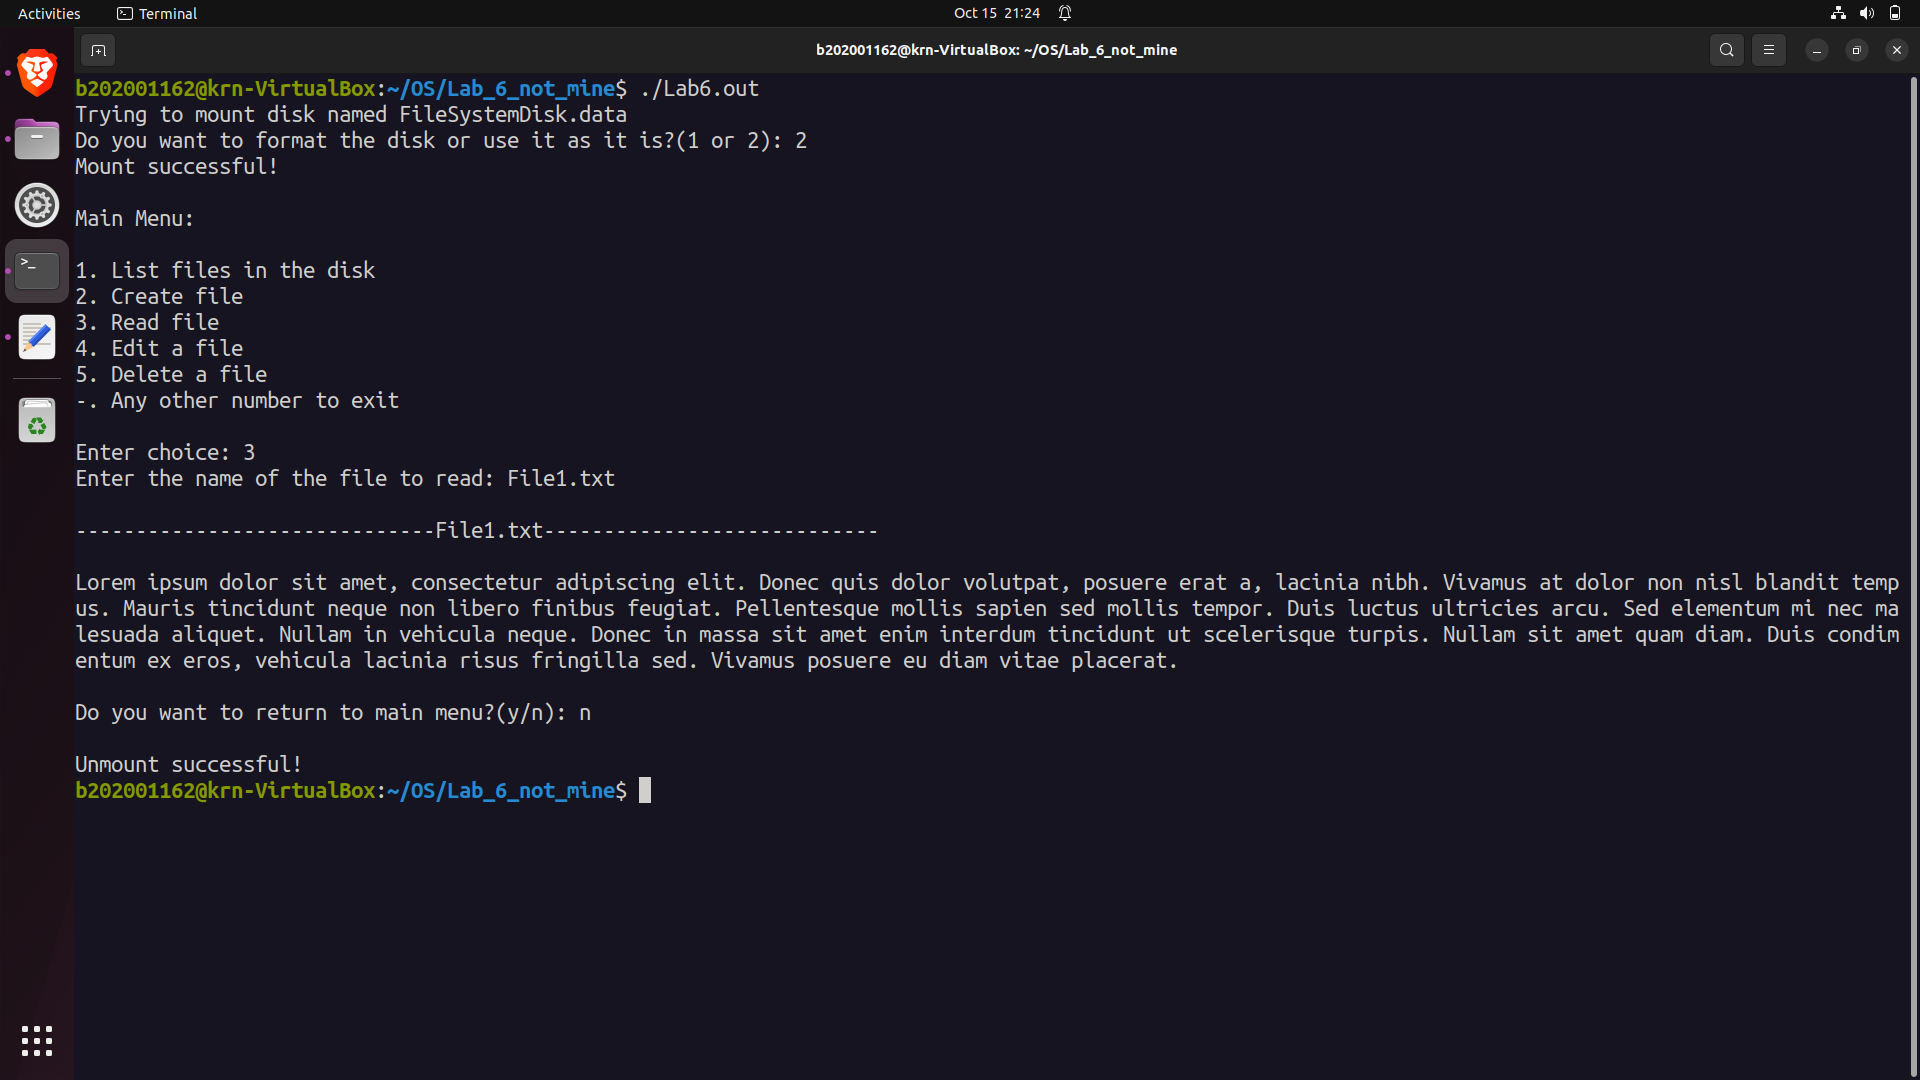 Activities Terminal Oct 15 21:24
b202001162@krn-VirtualBox: ~/OS/Lab_6_not_mine
b202001162@krn-VirtualBox:~/OS/Lab_6_not_mine$ ./Lab6.out
Trying to mount disk named FileSystemDisk.data
Do you want to format the disk or use it as it is?(1 or 2): 2
Mount successful!
Main Menu:
1. List files in the disk
2. Create file
3. Read file
4. Edit a file
5. Delete a file
-. Any other number to exit
Enter choice: 3
Enter the name of the file to read: File1.txt
------------------------------File1.txt----------------------------
Lorem ipsum dolor sit amet, consectetur adipiscing elit. Donec quis dolor volutpat, posuere erat a, lacinia nibh. Vivamus at dolor non nisl blandit temp
us. Mauris tincidunt neque non libero finibus feugiat. Pellentesque mollis sapien sed mollis tempor. Duis luctus ultricies arcu. Sed elementum mi nec ma
lesuada aliquet. Nullam in vehicula neque. Donec in massa sit amet enim interdum tincidunt ut scelerisque turpis. Nullam sit amet quam diam. Duis condim
entum ex eros, vehicula lacinia risus fringilla sed. Vivamus posuere eu diam vitae placerat.
Do you want to return to main menu?(y/n): n
Unmount successful!
b202001162@krn-VirtualBox:~/OS/Lab_6_not_mine$